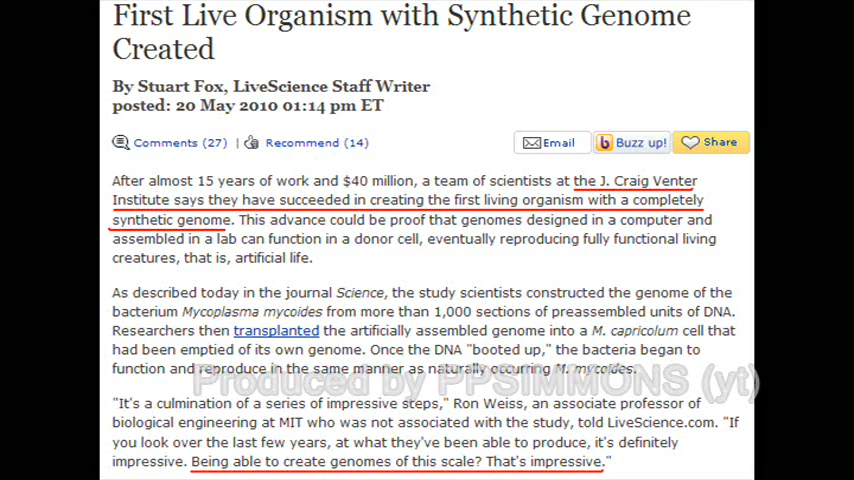 First Live Organism with Synthetic Genome
Created
By Stuart Fox, LiveScience Staff Writer
posted: 20 May 2010 01:14 pm ET
Comments (27) | Recommend (14)
Email
Buzz up!
Share
After almost 15 years of work and $40 million, a team of scientists at the J. Craig Venter
Institute says they have succeeded in creating the first living organism with a completely
synthetic genome. This advance could be proof that genomes designed in a computer and
assembled in a lab can function in a donor cell, eventually reproducing fully functional living
creatures, that is, artificial life.
As described today in the journal Science, the study scientists constructed the genome of the
bacterium Mycoplasma mycoides from more than 1,000 sections of preassembled units of DNA.
Researchers then transplanted the artificially assembled genome into a M. capricolum cell that
had been emptied of its own genome. Once the DNA "booted up," the bacteria began to
function and reproduce in the same manner as naturally occurring M. mycoides.
Produced by PPSIMMONS (yt)
"It's a culmination of a series of impressive steps," Ron Weiss, an associate professor of
biological engineering at MIT who was not associated with the study, told LiveScience.com. "If
you look over the last few years, at what they've been able to produce, it's definitely
impressive. Being able to create genomes of this scale? That's impressive."